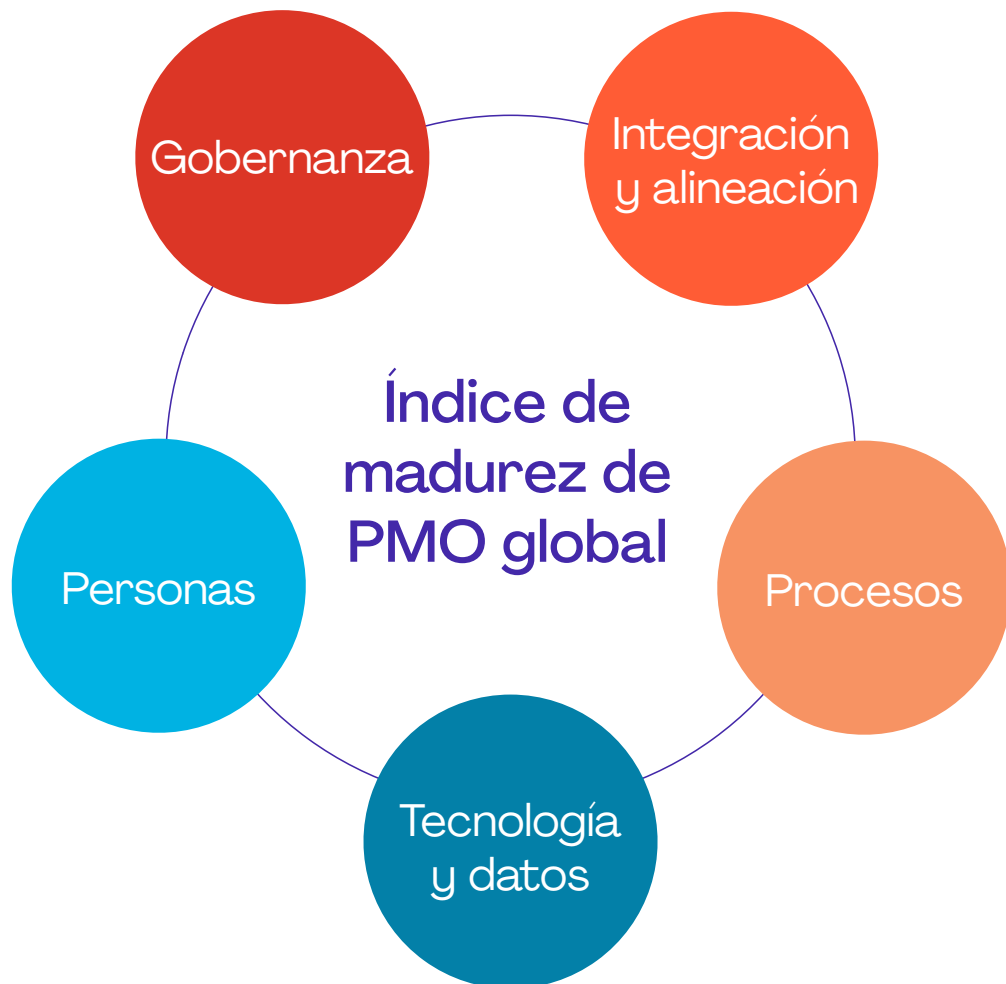 Gobernanza
Integración
y alineación
Índice de
madurez de
PMO global
Personas
Procesos
Tecnología
y datos